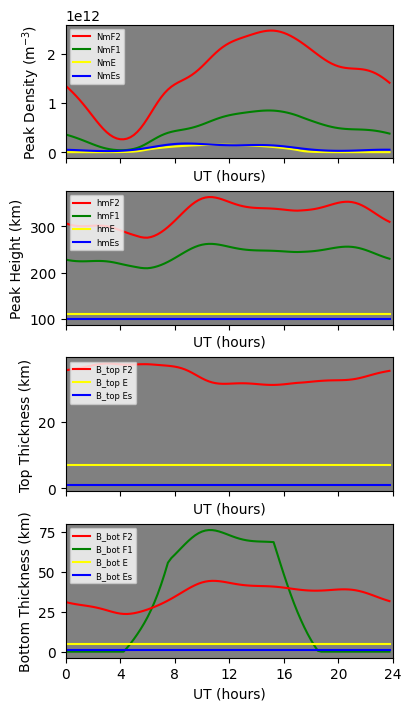 1e12
Peak Density (m⁻³)
2
1
0
NmF2
NmF1
NmE
NmEs
UT (hours)
Peak Height (km)
300
200
100
hmF2
hmF1
hmE
hmEs
UT (hours)
Top Thickness (km)
20
0
B_top F2
B_top E
B_top Es
UT (hours)
Bottom Thickness (km)
75
50
25
0
B_bot F2
B_bot F1
B_bot E
B_bot Es
0 4 8 12 16 20 24
UT (hours)